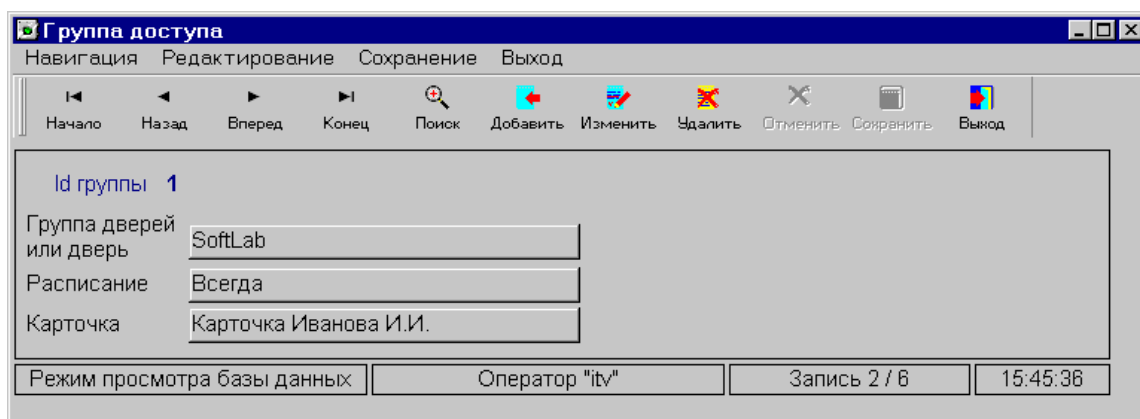 Группа доступа
Навигация Редактирование Сохранение Выход
Начало Назад Вперед Конец Поиск Добавить Изменить Удалить Отменить Сохранить Выход
Id группы 1
Группа дверей
или дверь
SoftLab
Расписание Всегда
Карточка Карточка Иванова И.И.
Режим просмотра базы данных Оператор "itv" Запись 2 / 6 15:45:36